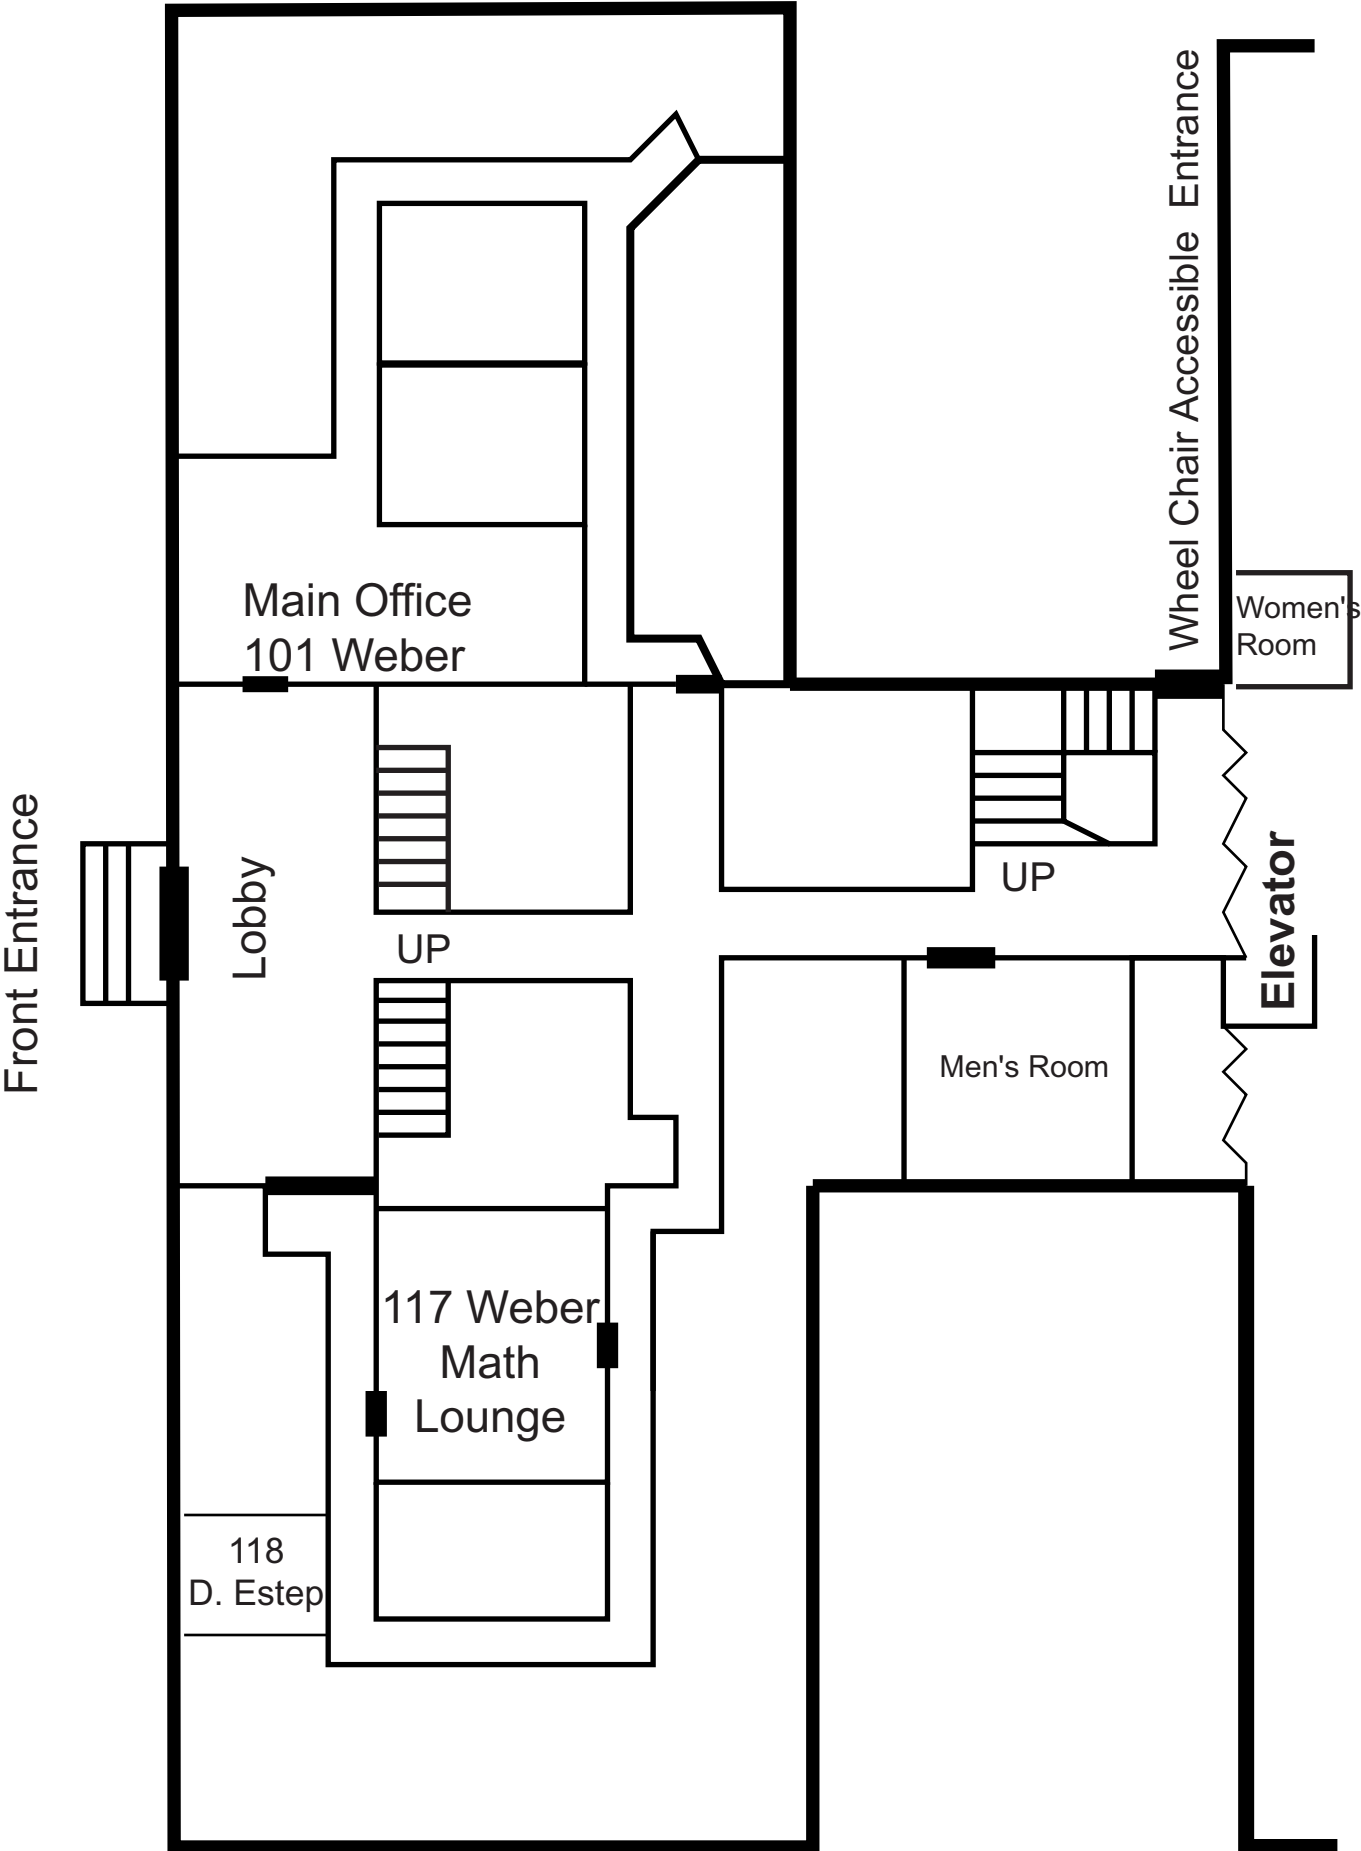 Wheel Chair Accessible Entrance
Main Office
101 Weber
Women's
Room
Front Entrance
Lobby
UP
UP
Elevator
Men's Room
117 Weber
Math
Lounge
118
D. Estep